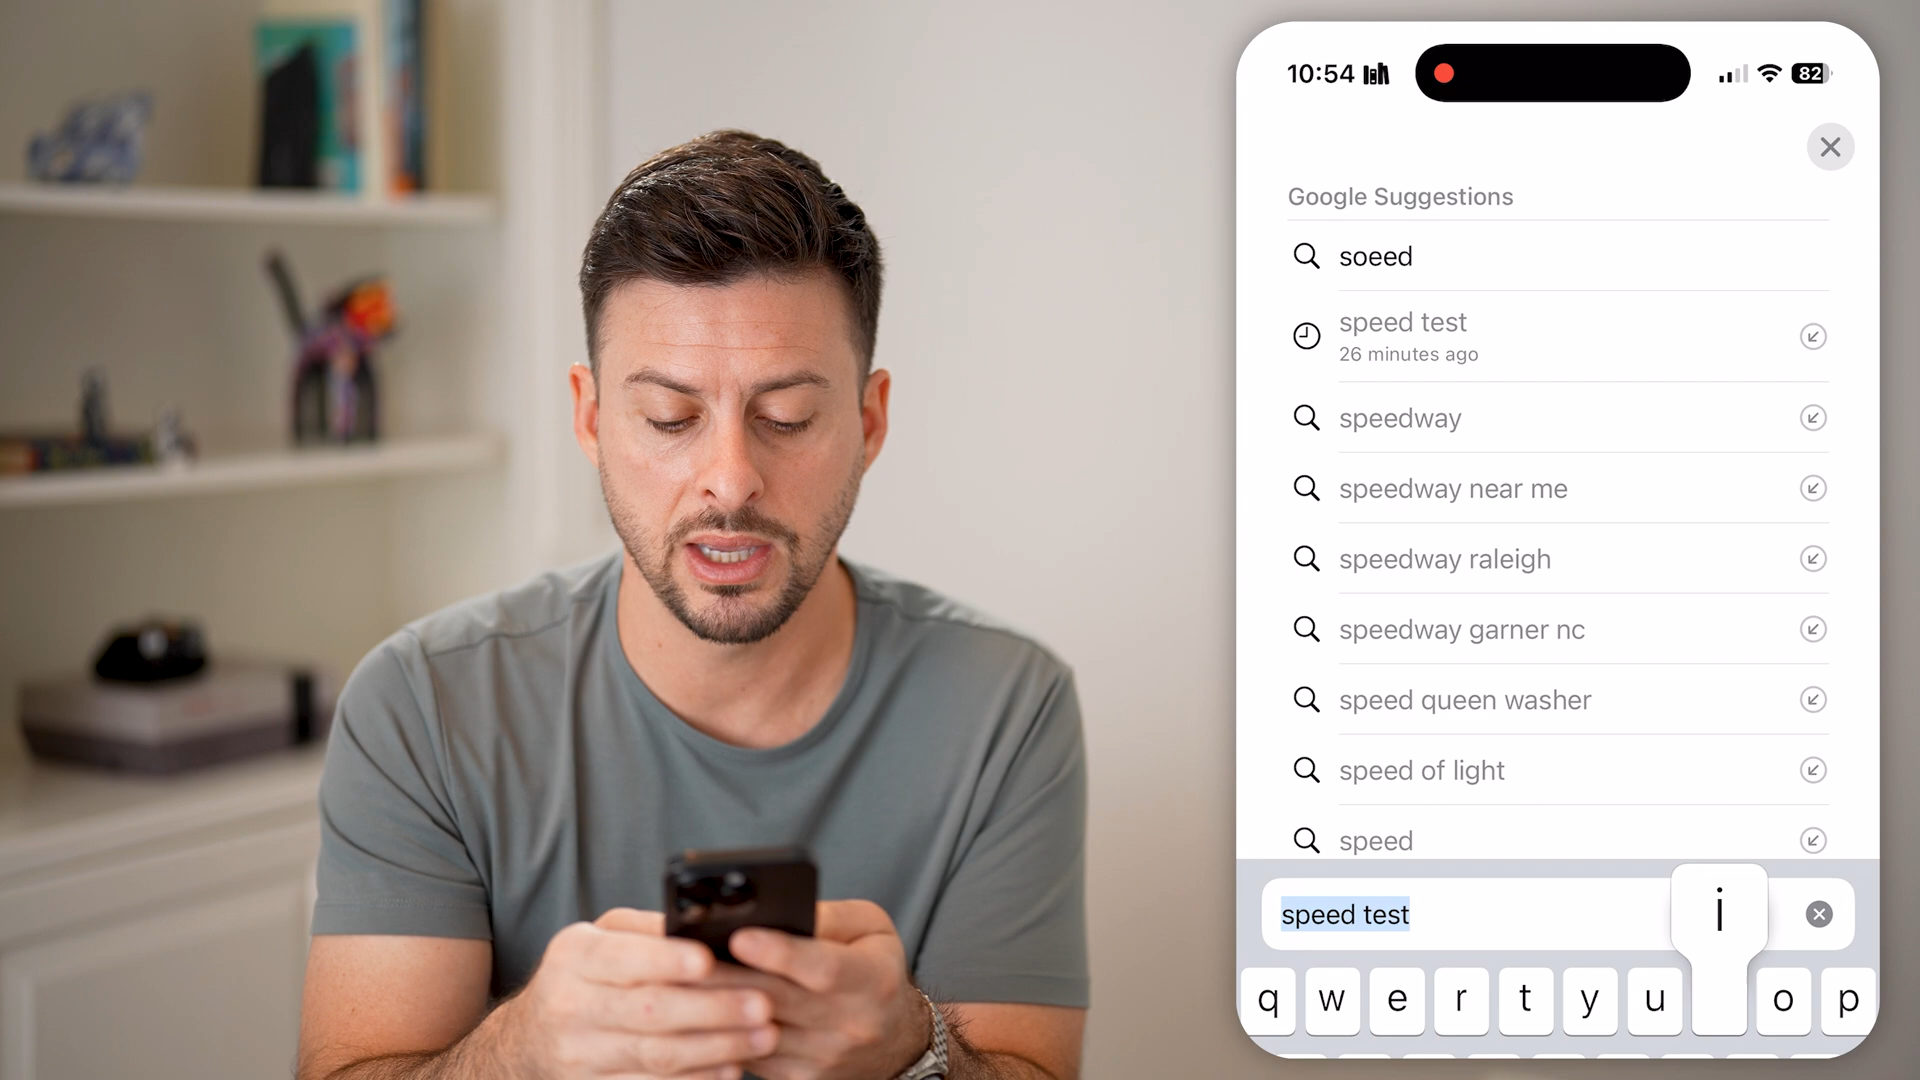 10:54
82
Google Suggestions
soeed
speed test
26 minutes ago
speedway
speedway near me
speedway raleigh
speedway garner nc
speed queen washer
speed of light
speed
speed test
i
q w e r t y u o p